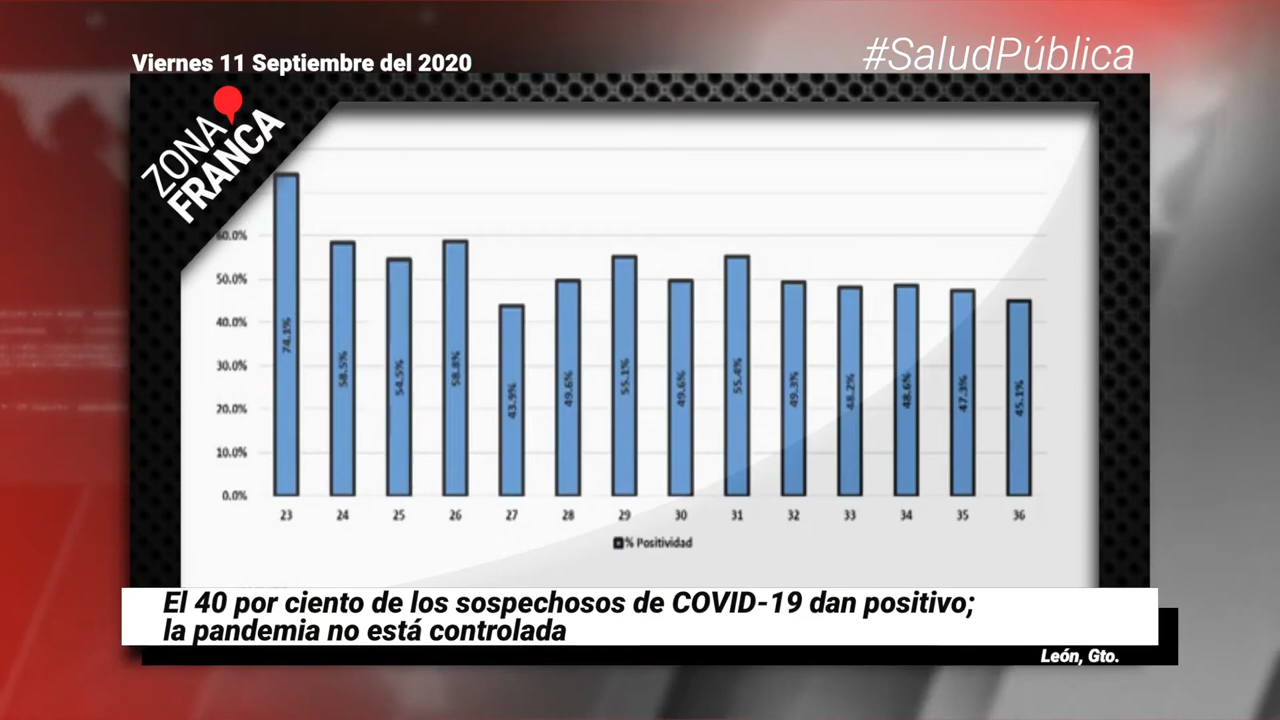 Viernes 11 Septiembre del 2020
#SaludPública
ZONA
FRANCA
60.0%
50.0%
40.0%
30.0%
20.0%
10.0%
0.0%
74.1%
58.5%
54.5%
58.8%
43.9%
49.6%
55.1%
49.6%
55.4%
49.3%
48.2%
48.6%
47.3%
45.1%
23 24 25 26 27 28 29 30 31 32 33 34 35 36
% Positividad
El 40 por ciento de los sospechosos de COVID-19 dan positivo;
la pandemia no está controlada
León, Gto.